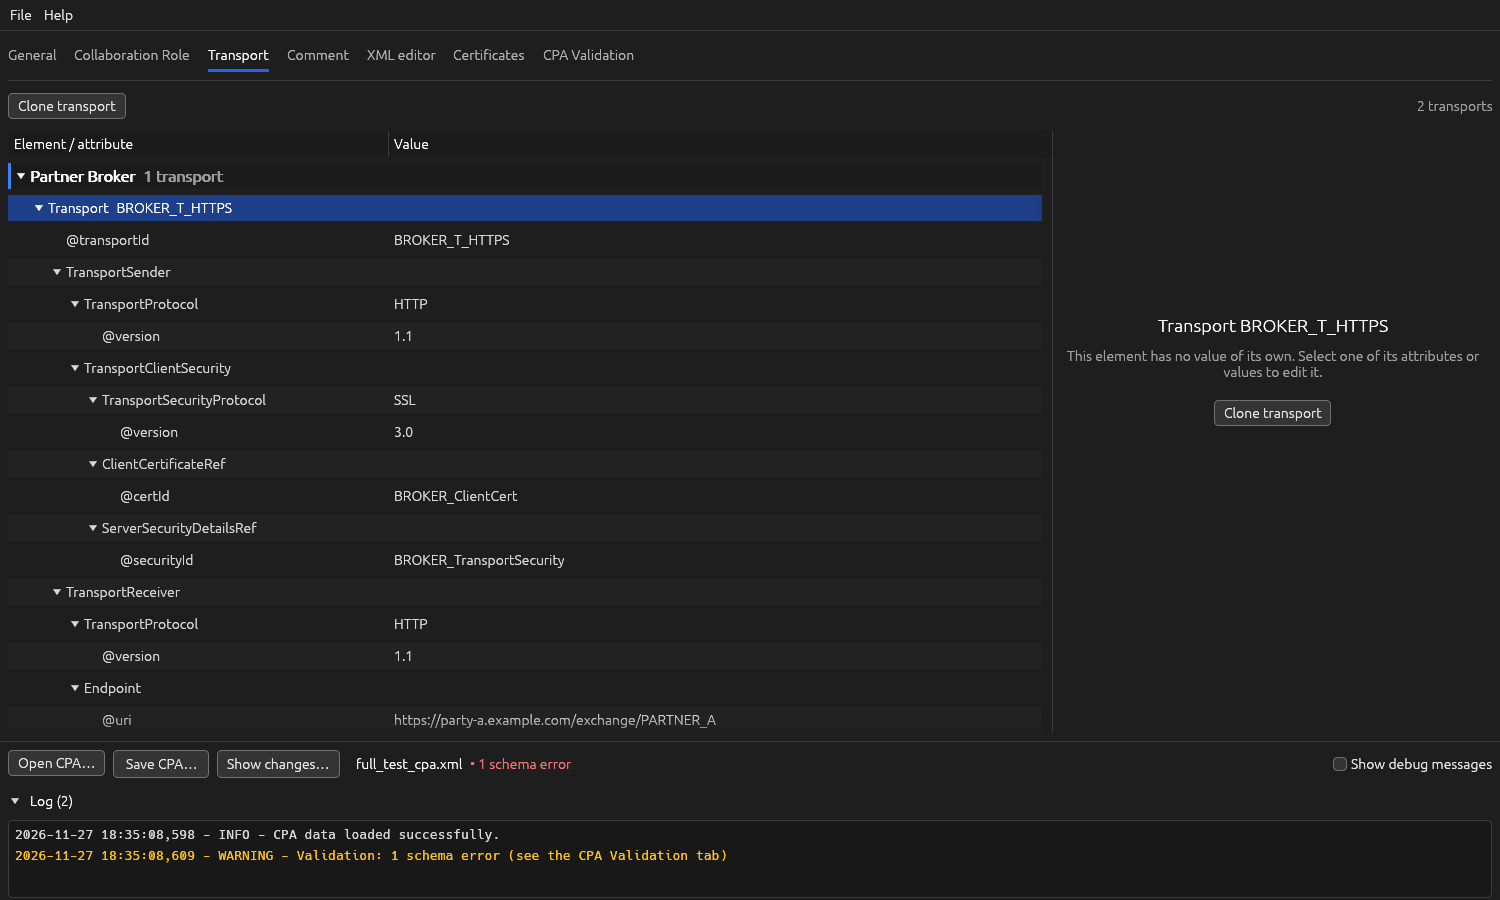 File Help
General Collaboration Role Transport Comment XML editor Certificates CPA Validation
Clone transport 2 transports
Element / attribute Value
Partner Broker 1 transport
Transport BROKER_T_HTTPS
@transportId BROKER_T_HTTPS
TransportSender
TransportProtocol HTTP
@version 1.1
TransportClientSecurity
TransportSecurityProtocol SSL
@version 3.0
ClientCertificateRef
@certId BROKER_ClientCert
ServerSecurityDetailsRef
@securityId BROKER_TransportSecurity
TransportReceiver
TransportProtocol HTTP
@version 1.1
Endpoint
@uri https://party-a.example.com/exchange/PARTNER_A
Transport BROKER_T_HTTPS
This element has no value of its own. Select one of its attributes or
values to edit it.
Clone transport
Open CPA... Save CPA... Show changes... full_test_cpa.xml • 1 schema error Show debug messages
Log (2)
2026-11-27 18:35:08,598 - INFO - CPA data loaded successfully.
2026-11-27 18:35:08,609 - WARNING - Validation: 1 schema error (see the CPA Validation tab)